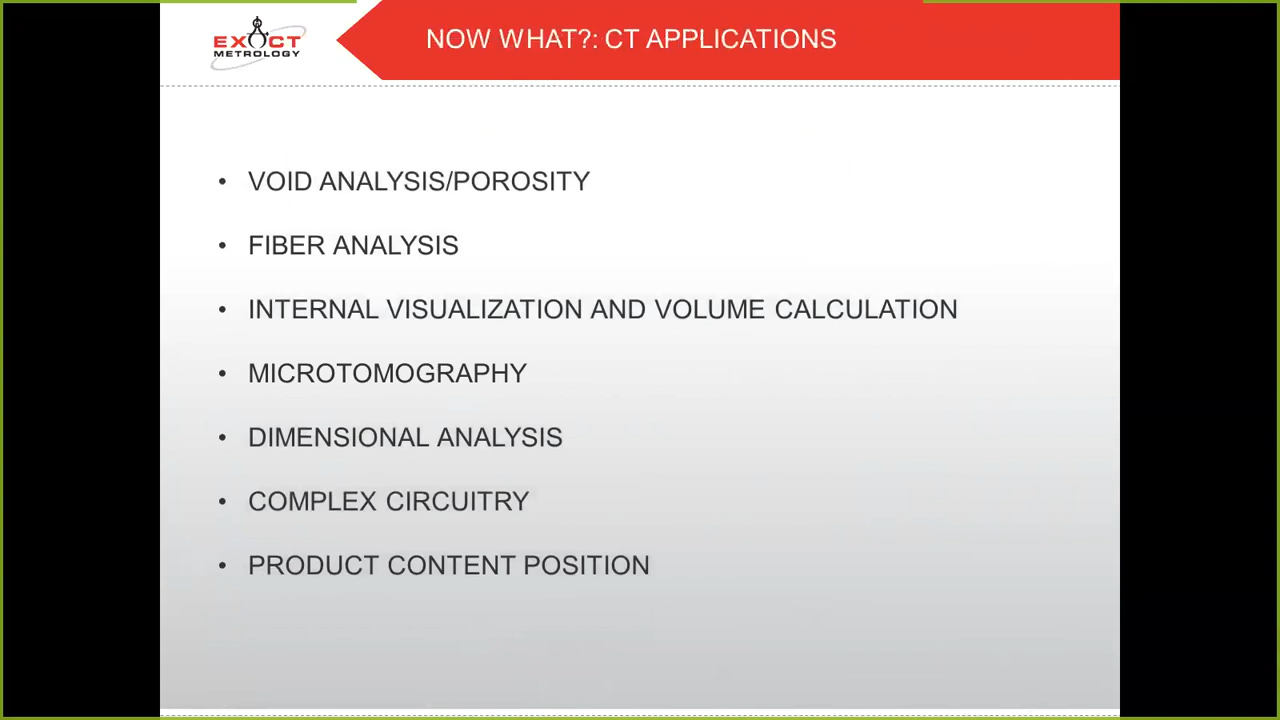 EXACT
METROLOGY
NOW WHAT?: CT APPLICATIONS
• VOID ANALYSIS/POROSITY
• FIBER ANALYSIS
• INTERNAL VISUALIZATION AND VOLUME CALCULATION
• MICROTOMOGRAPHY
• DIMENSIONAL ANALYSIS
• COMPLEX CIRCUITRY
• PRODUCT CONTENT POSITION